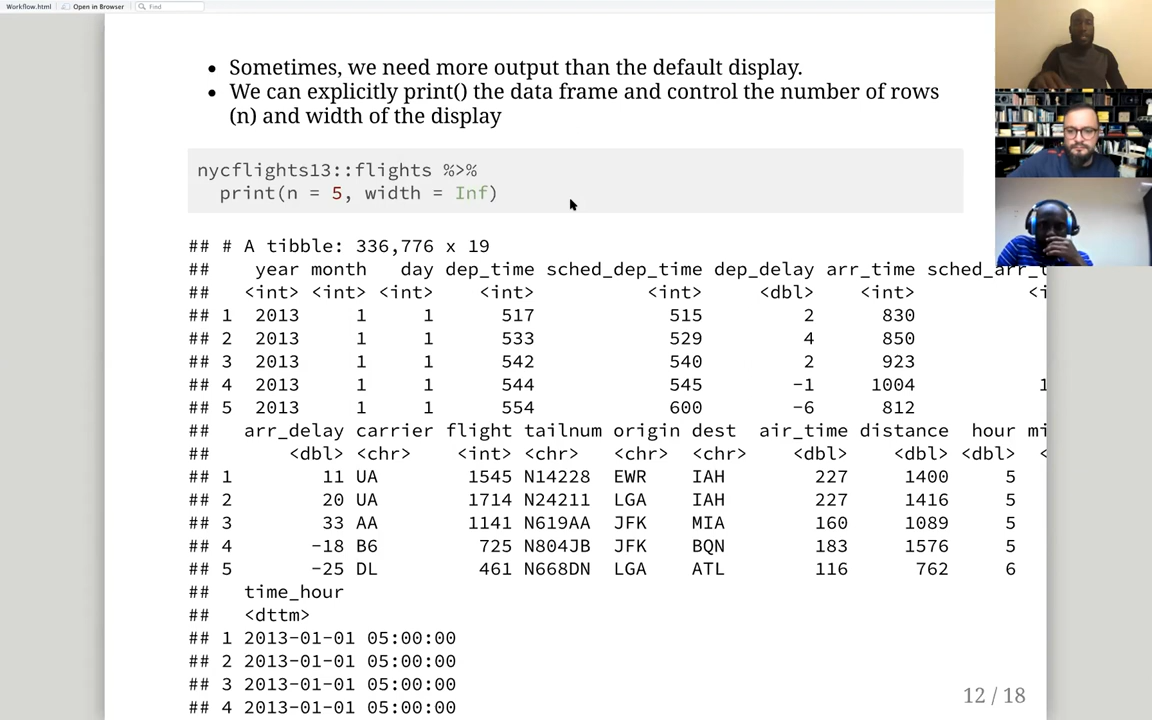 Workflow.html Open in Browser Find
• Sometimes, we need more output than the default display.
• We can explicitly print() the data frame and control the number of rows
(n) and width of the display
nycflights13::flights %>%
print(n = 5, width = Inf)
## # A tibble: 336,776 x 19
## year month day dep_time sched_dep_time dep_delay arr_time sched_arr_t
## <int> <int> <int> <int> <int> <dbl> <int> <i
## 1 2013 1 1 517 515 2 830
## 2 2013 1 1 533 529 4 850
## 3 2013 1 1 542 540 2 923
## 4 2013 1 1 544 545 -1 1004 1
## 5 2013 1 1 554 600 -6 812
## arr_delay carrier flight tailnum origin dest air_time distance hour mi
## <dbl> <chr> <int> <chr> <chr> <chr> <dbl> <dbl> <dbl> <
## 1 11 UA 1545 N14228 EWR IAH 227 1400 5
## 2 20 UA 1714 N24211 LGA IAH 227 1416 5
## 3 33 AA 1141 N619AA JFK MIA 160 1089 5
## 4 -18 B6 725 N804JB JFK BQN 183 1576 5
## 5 -25 DL 461 N668DN LGA ATL 116 762 6
## time_hour
## <dttm>
## 1 2013-01-01 05:00:00
## 2 2013-01-01 05:00:00
## 3 2013-01-01 05:00:00
## 4 2013-01-01 05:00:00
12 / 18